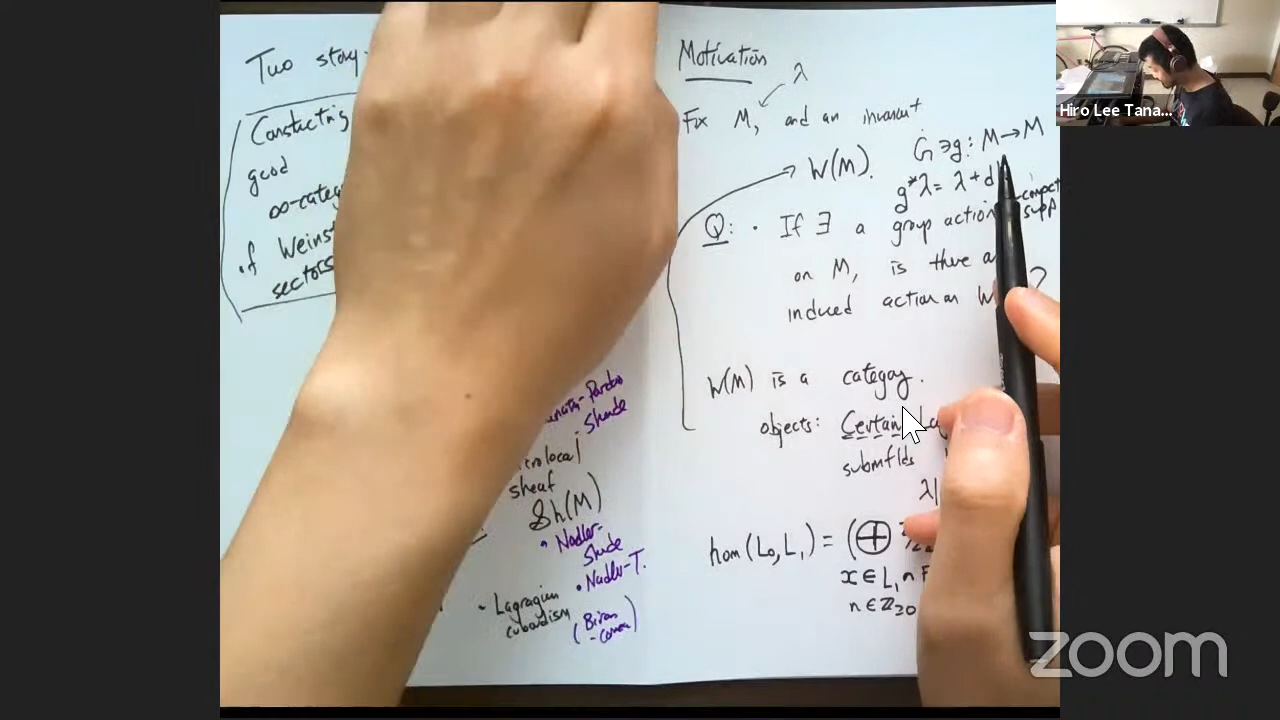 Two story
Constructing
good
∞-categ
of Weinst
sectors
Shende
sheaf
Sh(M)
• Nadler-
Shende
• Nadler-T.
• Lagrangian
cobordism
(Biran
Motivation
λ
Fix M, and an invariant
W(M).
G∋g: M→M
g*λ = λ + d
supp
Q: • If ∃ a group action
on M, is there a
induced action on W ?
W(M) is a category.
objects: Certain
submflds
λ|
hom(L₀,L₁) = (⊕
x ∈ L₁ ∩
n ∈ ℤ≥0
Hiro Lee Tana...
zoom